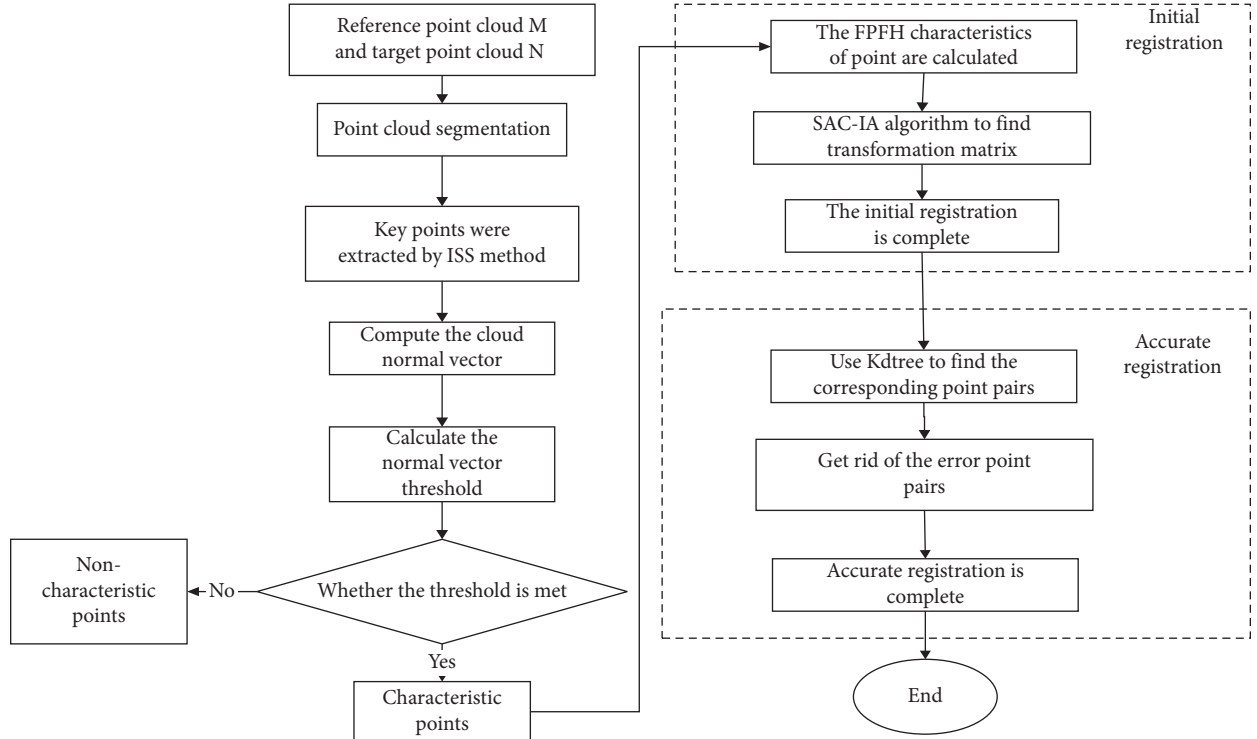 Reference point cloud M
and target point cloud N
Point cloud segmentation
Key points were
extracted by ISS method
Compute the cloud
normal vector
Calculate the
normal vector
threshold
Whether the threshold is met
No
Non-
characteristic
points
Yes
Characteristic
points
Initial
registration
The FPFH characteristics
of point are calculated
SAC-IA algorithm to find
transformation matrix
The initial registration
is complete
Accurate
registration
Use Kdtree to find the
corresponding point pairs
Get rid of the error point
pairs
Accurate registration is
complete
End